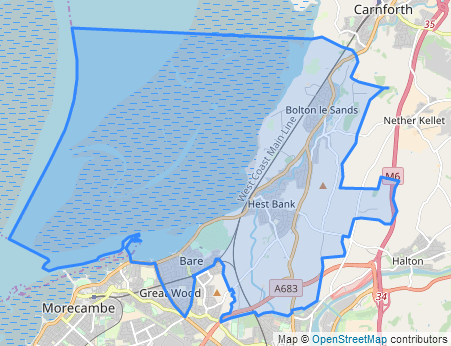 Carnforth
35
Bolton le Sands
Nether Kellet
West Coast Main Line
M6
Hest Bank
Bare
Halton
Great Wood
A683
34
Morecambe
Map © OpenStreetMap contributors